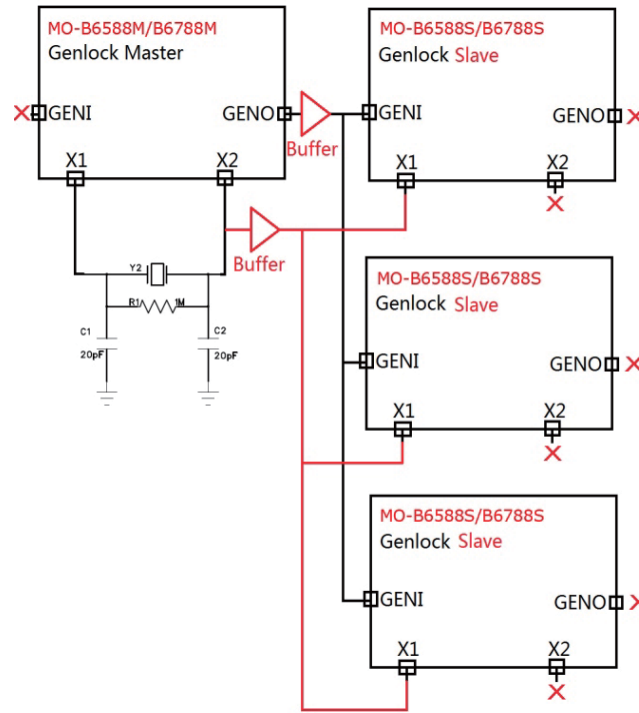 MO-B6588M/B6788M
Genlock Master
GENI
GENO
X1
X2
Buffer
Buffer
Y2
R1
1M
C1
20pF
C2
20pF
MO-B6588S/B6788S
Genlock Slave
GENI
GENO
X1
X2
MO-B6588S/B6788S
Genlock Slave
GENI
GENO
X1
X2
MO-B6588S/B6788S
Genlock Slave
GENI
GENO
X1
X2